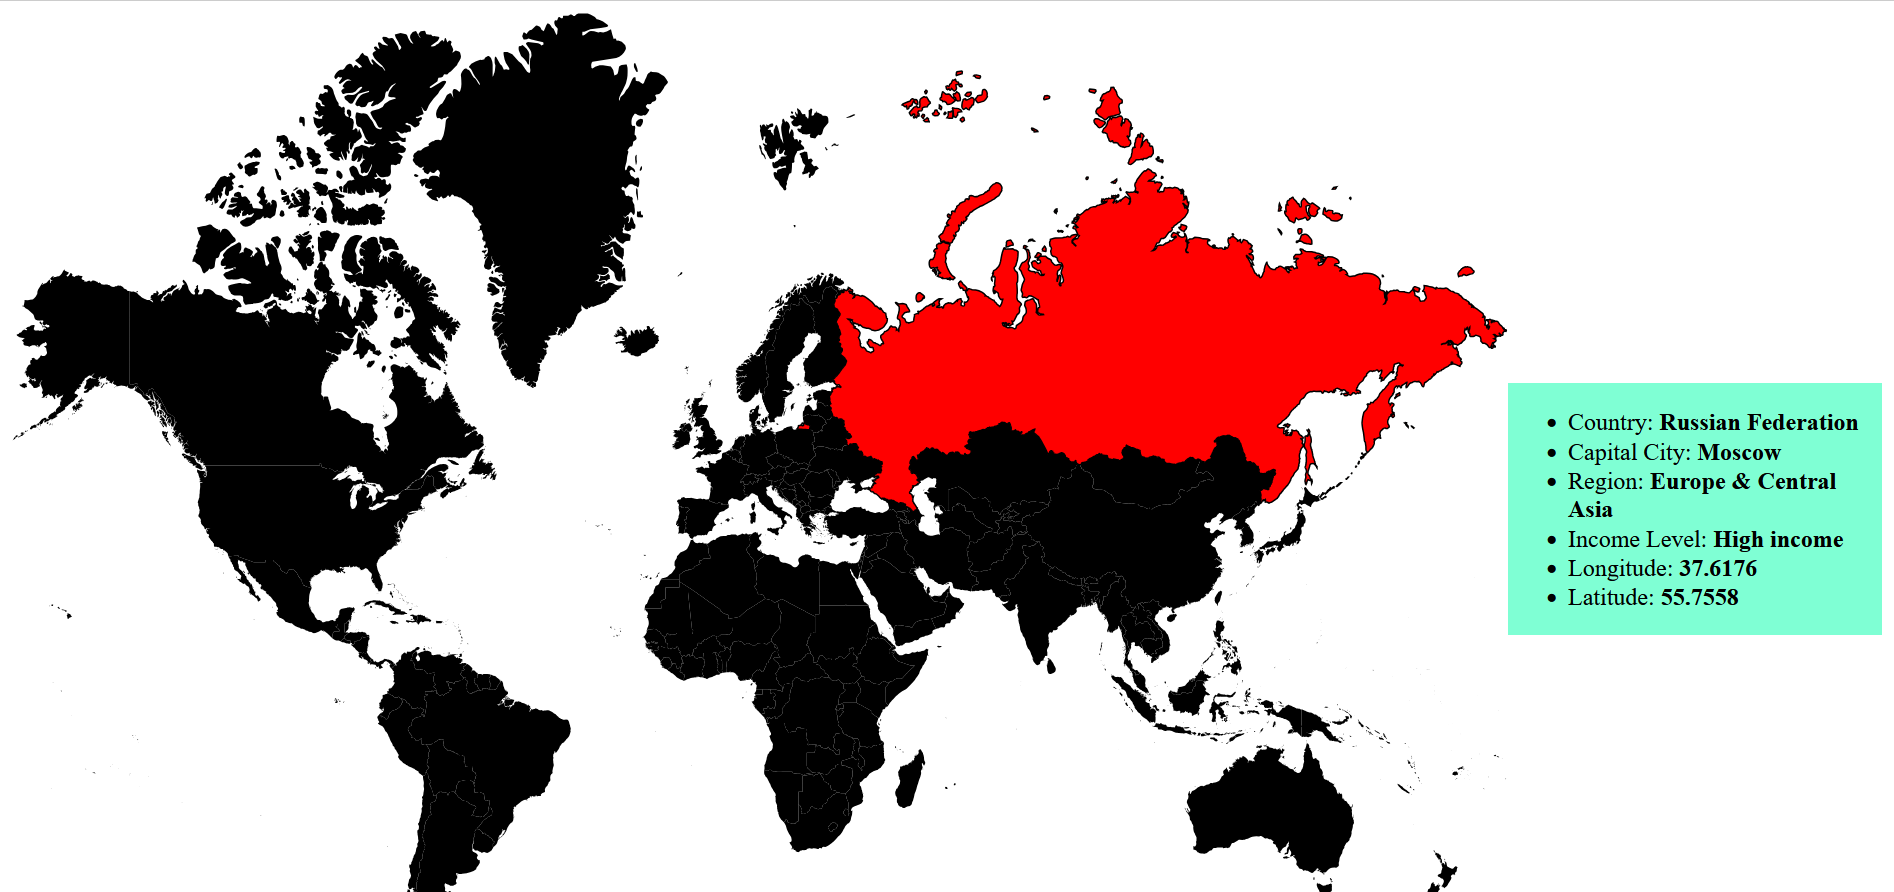 Country: Russian Federation
Capital City: Moscow
Region: Europe & Central
Asia
Income Level: High income
Longitude: 37.6176
Latitude: 55.7558